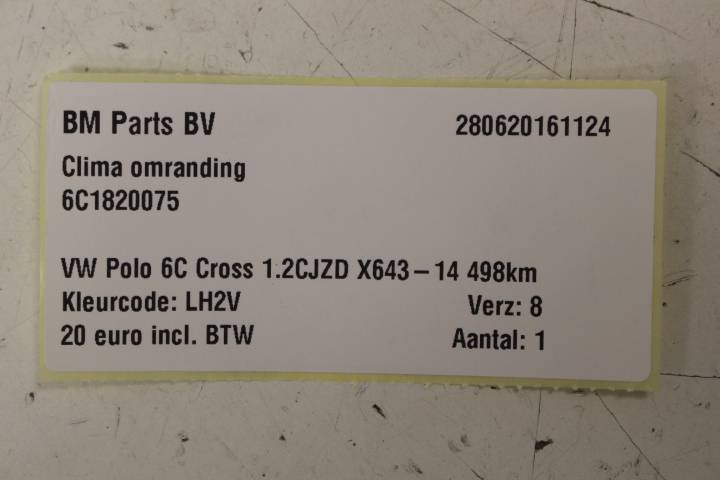 BM Parts BV 280620161124
Clima omranding
6C1820075
VW Polo 6C Cross 1.2CJZD X643-14 498km
Kleurcode: LH2V Verz: 8
20 euro incl. BTW Aantal: 1